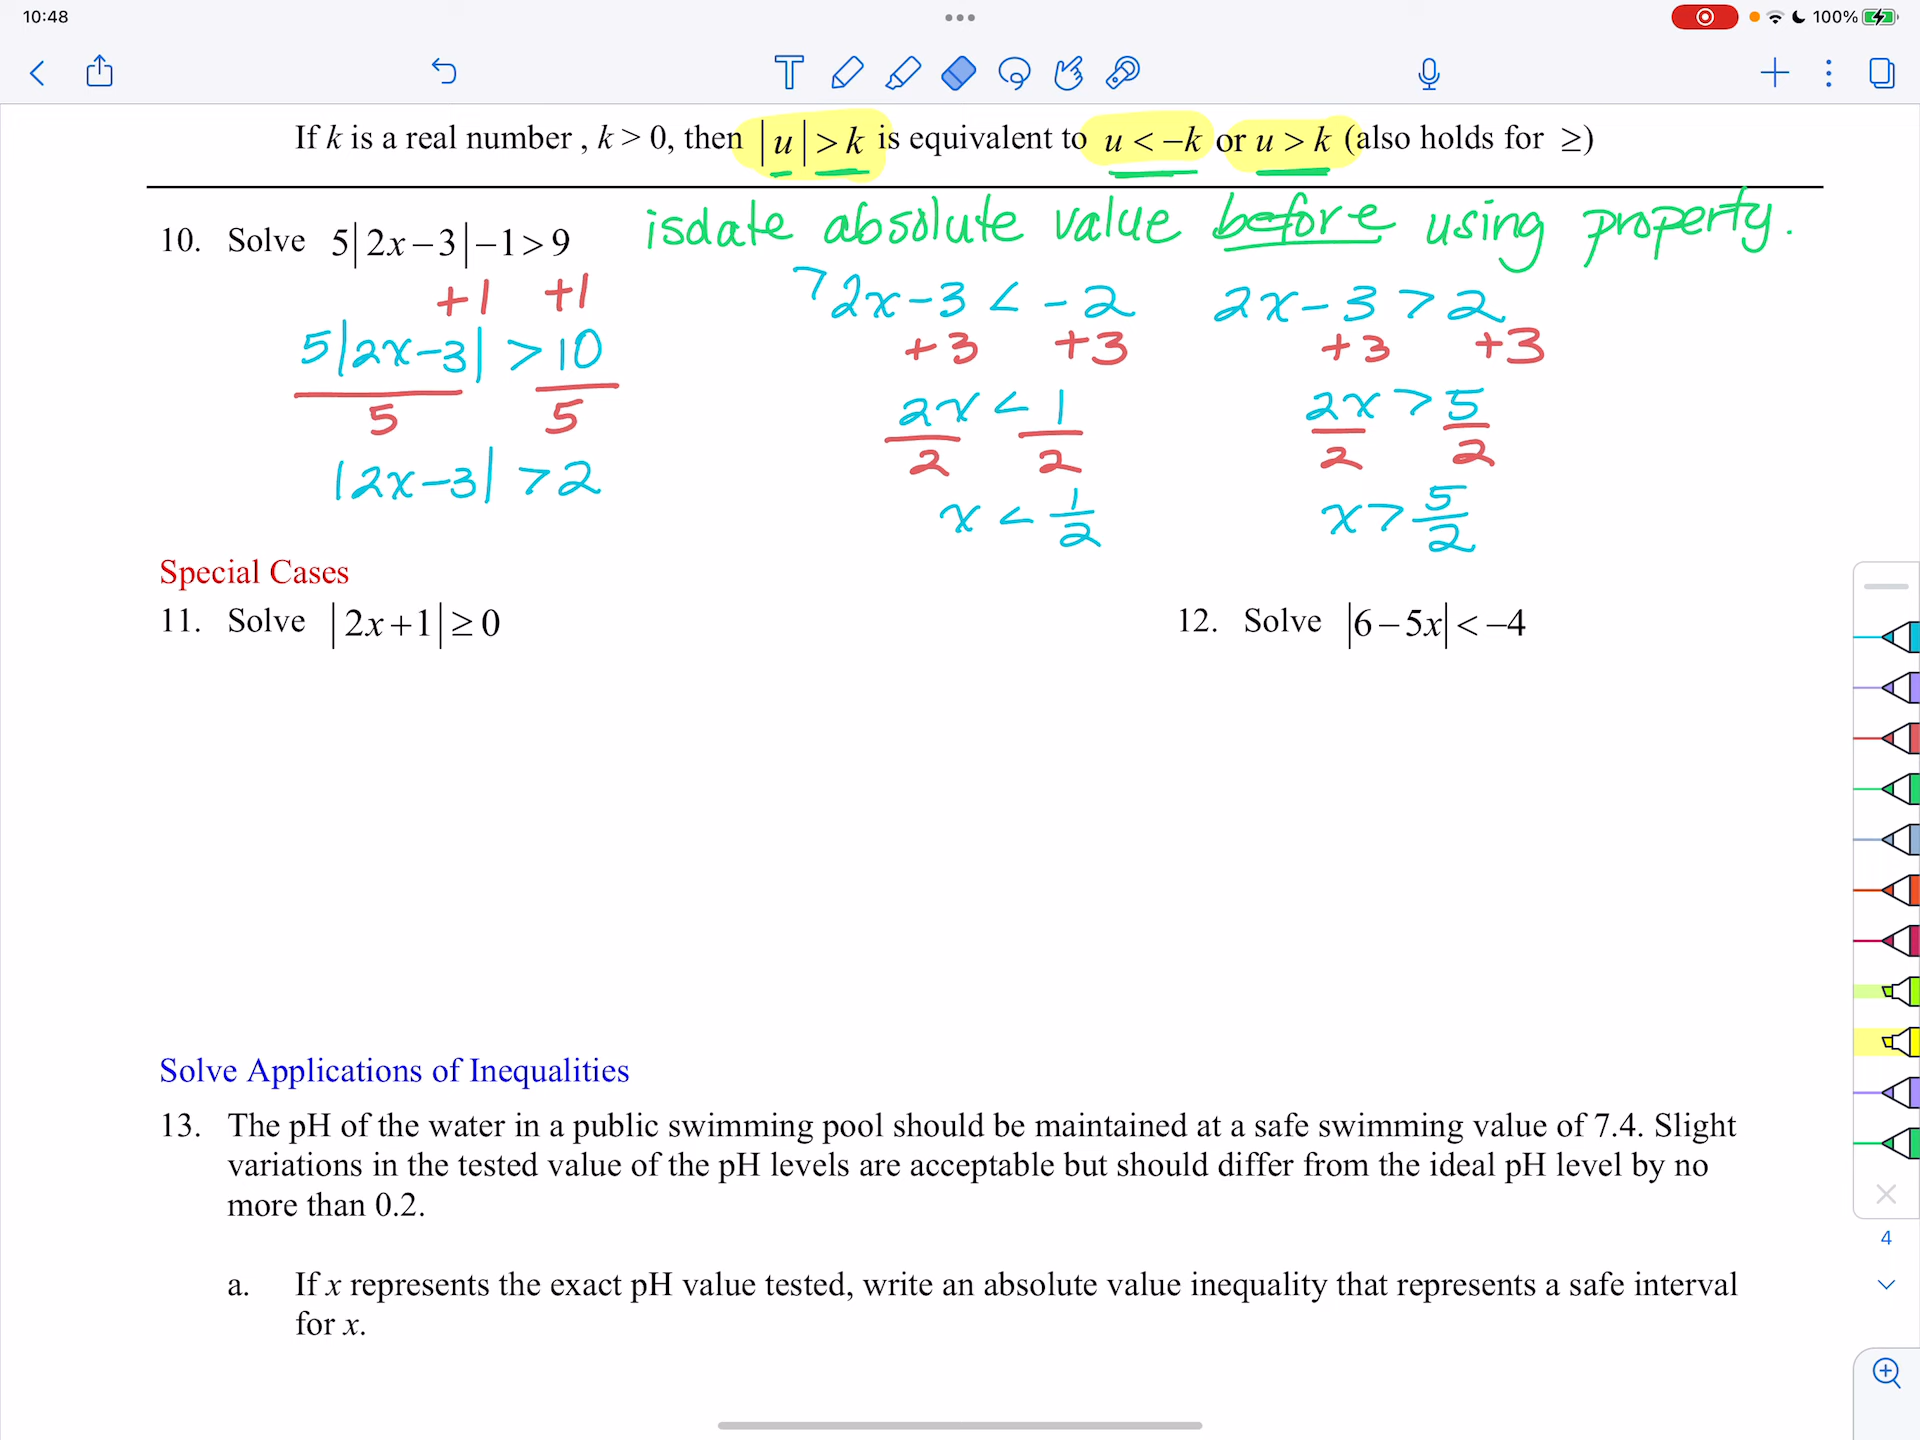 10:48
100%
If k is a real number , k > 0, then |u| > k is equivalent to u < −k or u > k (also holds for ≥)
isolate absolute value before using property.
10. Solve 5|2x−3|−1>9
+1 +1
5|2x−3| > 10
5 5
|2x−3| > 2
2x−3 < −2
+3 +3
2x < 1
2 2
x < 1/2
2x−3 > 2
+3 +3
2x > 5
2 2
x > 5/2
Special Cases
11. Solve |2x+1| ≥ 0
12. Solve |6−5x| < −4
Solve Applications of Inequalities
13. The pH of the water in a public swimming pool should be maintained at a safe swimming value of 7.4. Slight
variations in the tested value of the pH levels are acceptable but should differ from the ideal pH level by no
more than 0.2.
a. If x represents the exact pH value tested, write an absolute value inequality that represents a safe interval
for x.
4